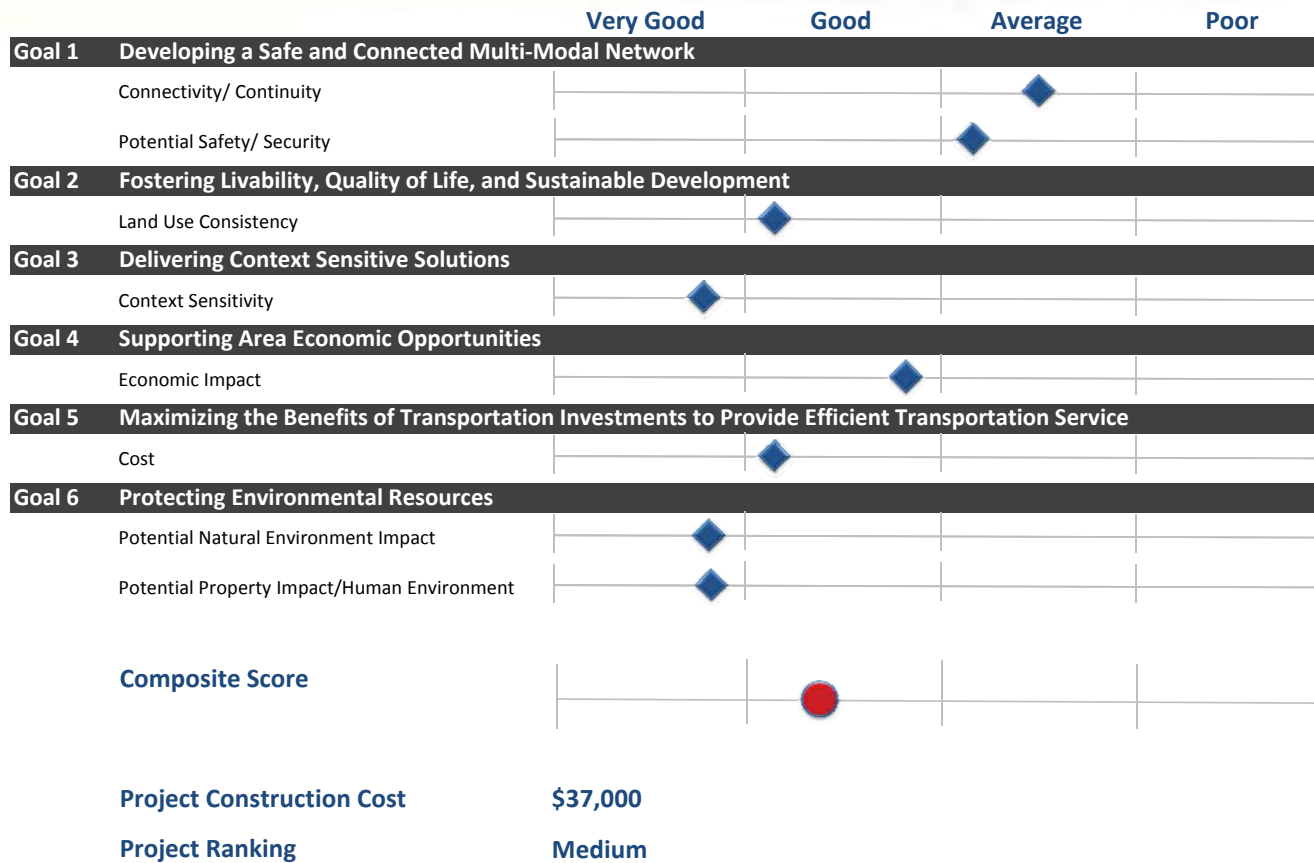 Very Good Good Average Poor
Goal 1 Developing a Safe and Connected Multi-Modal Network
Connectivity/ Continuity
Potential Safety/ Security
Goal 2 Fostering Livability, Quality of Life, and Sustainable Development
Land Use Consistency
Goal 3 Delivering Context Sensitive Solutions
Context Sensitivity
Goal 4 Supporting Area Economic Opportunities
Economic Impact
Goal 5 Maximizing the Benefits of Transportation Investments to Provide Efficient Transportation Service
Cost
Goal 6 Protecting Environmental Resources
Potential Natural Environment Impact
Potential Property Impact/Human Environment
Composite Score
Project Construction Cost $37,000
Project Ranking Medium